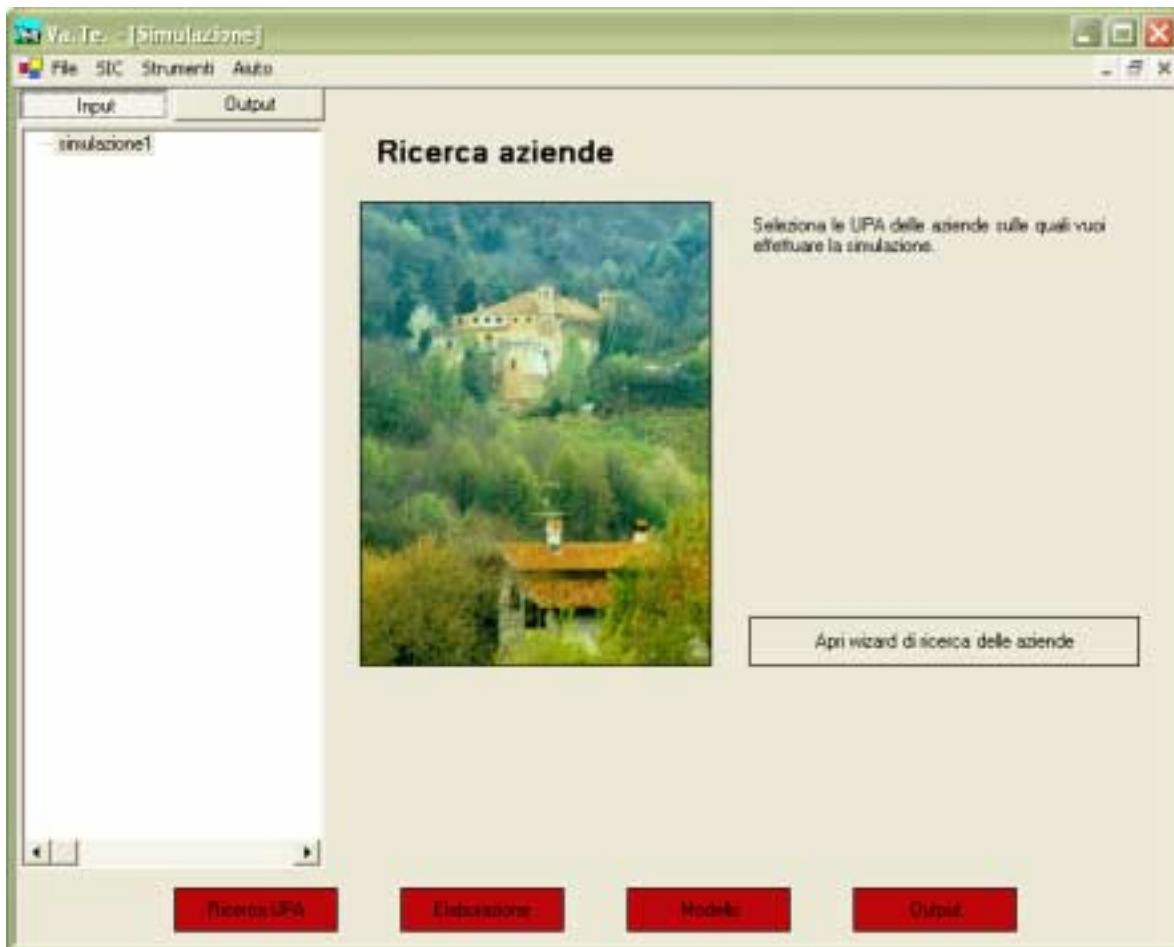 Va.Te. - [Simulazione]
File SIC Strumenti Aiuto
Input Output
simulazione1
Ricerca aziende
Seleziona le UPA delle aziende sulle quali vuoi
effettuare la simulazione.
Apri wizard di ricerca delle aziende
Ricerca UPA Elaborazione Modello Output